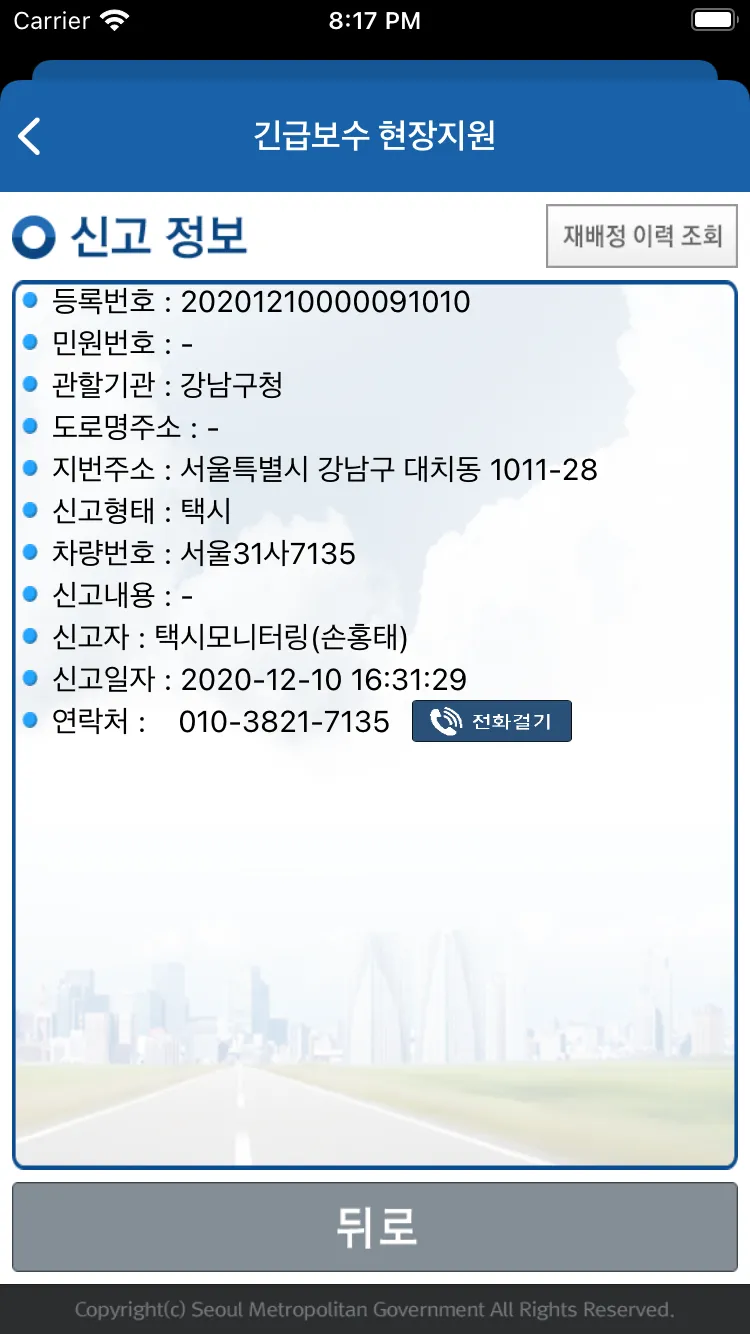 Carrier 8:17 PM
긴급보수 현장지원
신고 정보 재배정 이력 조회
등록번호 : 20201210000091010
민원번호 : -
관할기관 : 강남구청
도로명주소 : -
지번주소 : 서울특별시 강남구 대치동 1011-28
신고형태 : 택시
차량번호 : 서울31사7135
신고내용 : -
신고자 : 택시모니터링(손홍태)
신고일자 : 2020-12-10 16:31:29
연락처 : 010-3821-7135 전화걸기
뒤로
Copyright(c) Seoul Metropolitan Government All Rights Reserved.